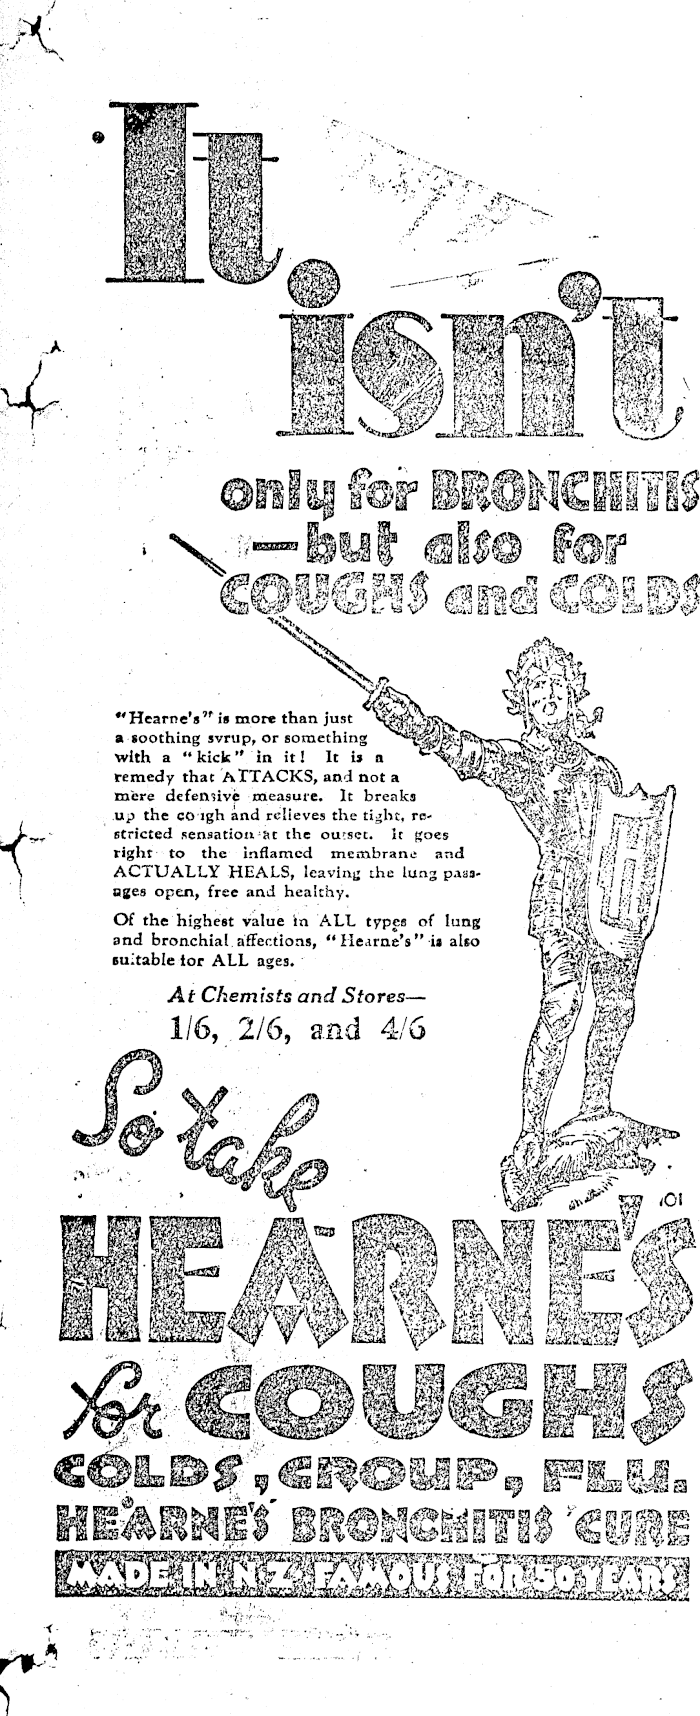 It
isn't
only for BRONCHITIS
—but also for
COUGHS and COLDS
"Hearne's" is more than just
a soothing syrup, or something
with a "kick" in it! It is a
remedy that ATTACKS, and not a
mere defensive measure. It breaks
up the cough and relieves the tight, re-
stricted sensation at the outset. It goes
right to the inflamed membrane and
ACTUALLY HEALS, leaving the lung pass-
ages open, free and healthy.
Of the highest value in ALL types of lung
and bronchial affections, "Hearne's" is also
suitable for ALL ages.
At Chemists and Stores—
1/6, 2/6, and 4/6
So take
101
HEARNE'S
for COUGHS
COLDS, CROUP, FLU.
HEARNE'S BRONCHITIS CURE
MADE IN N.Z. FAMOUS FOR 50 YEARS